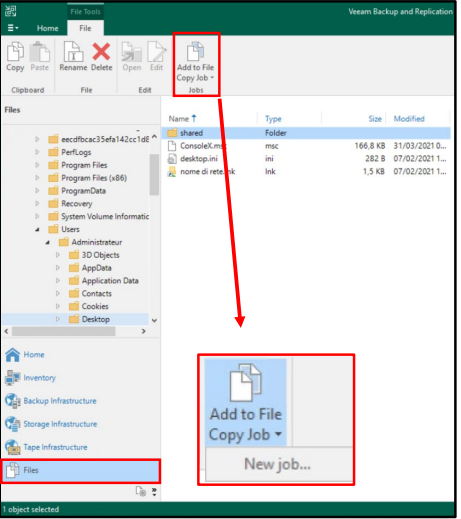 File Tools
Veeam Backup and Replication
Home File
Copy Paste Rename Delete Open Edit Add to File
Copy Job
Clipboard File Edit Jobs
Files
Name Type Size Modified
shared Folder
ConsoleX.msc msc 166,8 KB 31/03/2021 0...
desktop.ini ini 282 B 07/02/2021 1...
nome di rete.lnk lnk 1,5 KB 07/02/2021 1...
PerfLogs
Program Files
Program Files (x86)
ProgramData
Recovery
System Volume Informatic
Users
Administrateur
3D Objects
AppData
Application Data
Contacts
Cookies
Desktop
Home
Inventory
Backup Infrastructure
Storage Infrastructure
Tape Infrastructure
Files
Add to File
Copy Job
New job...
1 object selected